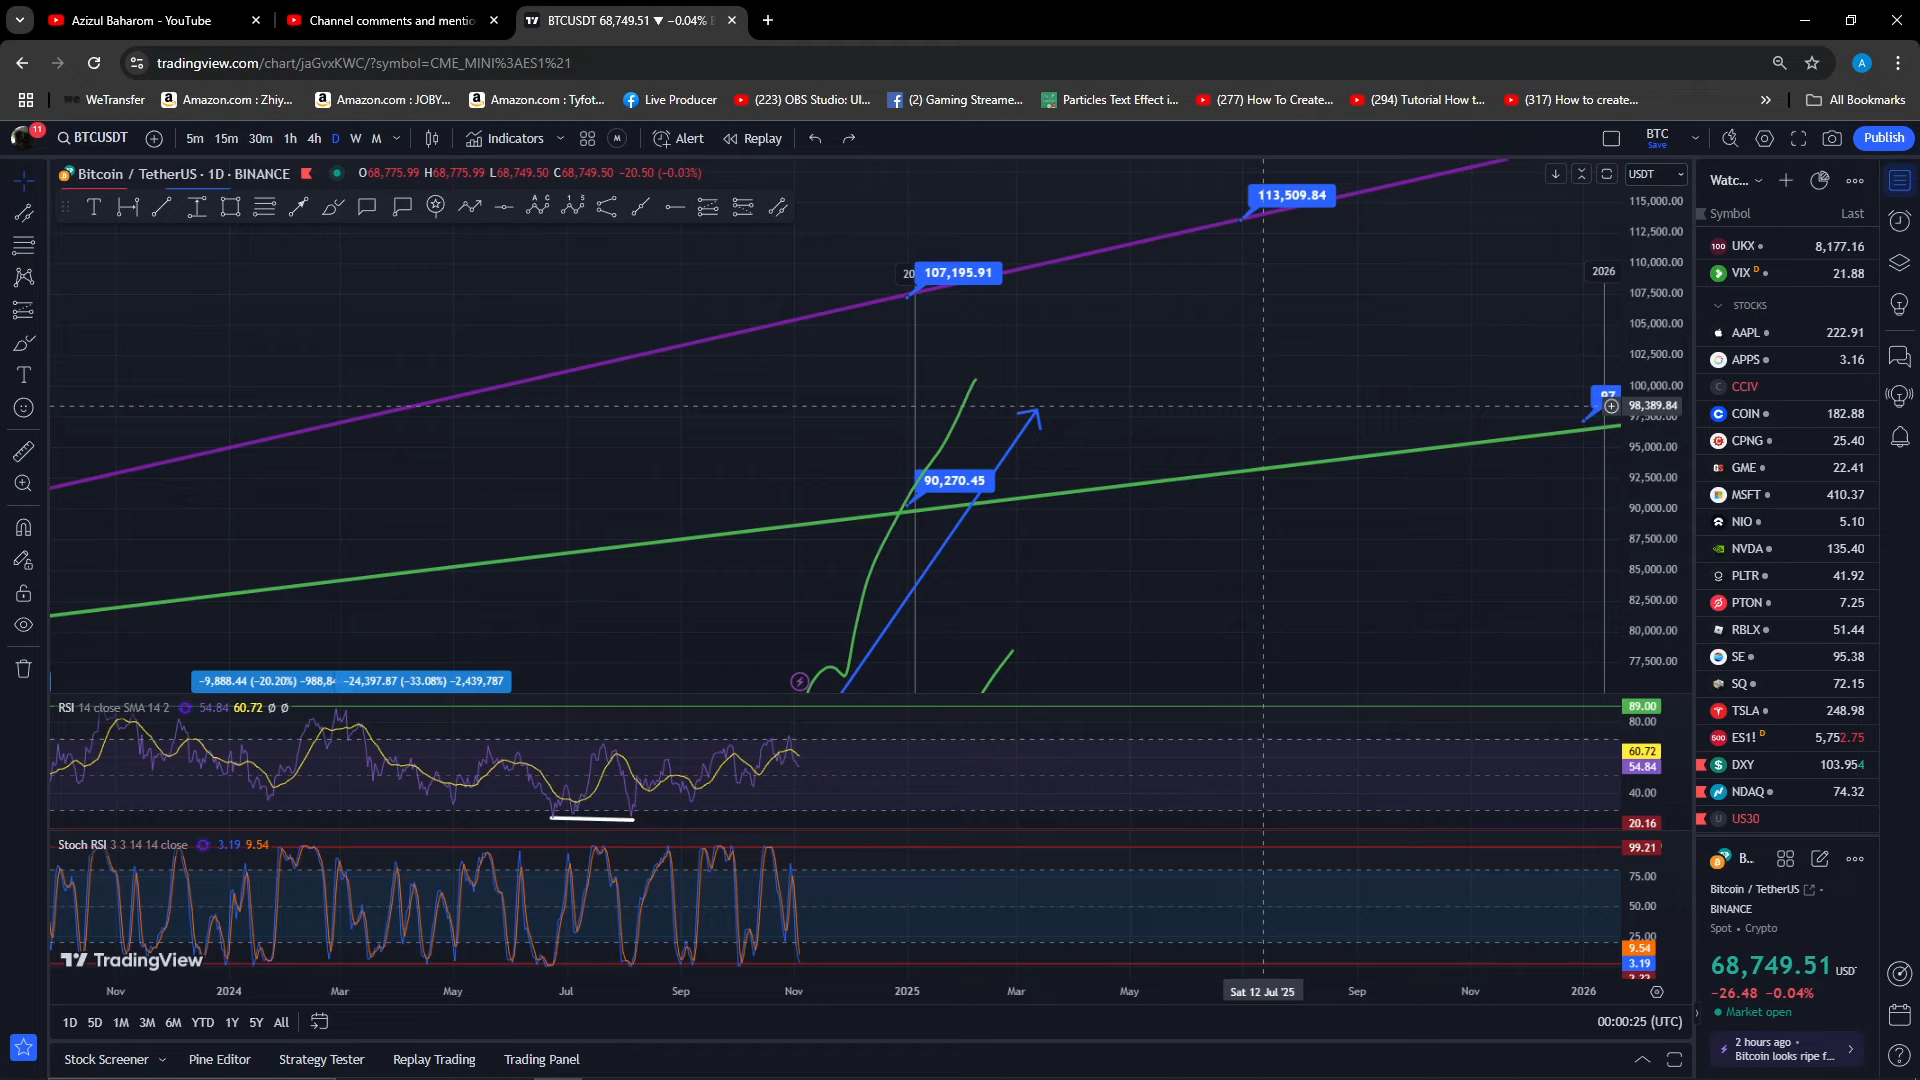 Azizul Baharom - YouTube
Channel comments and mentio
BTCUSDT 68,749.51 ▼ −0.04%
tradingview.com/chart/jaGvxKWC/?symbol=CME_MINI%3AES1%21
A
WeTransfer
Amazon.com : Zhiy...
Amazon.com : JOBY...
Amazon.com : Tyfot...
Live Producer
(223) OBS Studio: Ul...
(2) Gaming Streame...
Particles Text Effect i...
(277) How To Create...
(294) Tutorial How t...
(317) How to create...
All Bookmarks
11
BTCUSDT
5m 15m 30m 1h 4h D W M
Indicators
M
Alert
Replay
BTC
Save
Publish
Bitcoin / TetherUS · 1D · BINANCE
O68,775.99 H68,775.99 L68,749.50 C68,749.50 −20.50 (−0.03%)
USDT
115,000.00
112,500.00
110,000.00
107,500.00
105,000.00
102,500.00
100,000.00
98,389.84
97,500.00
95,000.00
92,500.00
90,000.00
87,500.00
85,000.00
82,500.00
80,000.00
77,500.00
113,509.84
20
107,195.91
2026
97
90,270.45
−9,888.44 (−20.20%) −988,84
−24,397.87 (−33.08%) −2,439,787
RSI 14 close SMA 14 2 54.84 60.72 Ø Ø
89.00
80.00
60.72
54.84
40.00
20.16
Stoch RSI 3 3 14 14 close 3.19 9.54
99.21
75.00
50.00
25.00
9.54
3.19
TradingView
Nov 2024 Mar May Jul Sep Nov 2025 Mar May Sat 12 Jul '25 Sep Nov 2026
1D 5D 1M 3M 6M YTD 1Y 5Y All
00:00:25 (UTC)
Stock Screener
Pine Editor
Strategy Tester
Replay Trading
Trading Panel
Watc...
Symbol Last
UKX 8,177.16
VIX D 21.88
STOCKS
AAPL 222.91
APPS 3.16
CCIV
COIN 182.88
CPNG 25.40
GME 22.41
MSFT 410.37
NIO 5.10
NVDA 135.40
PLTR 41.92
PTON 7.25
RBLX 51.44
SE 95.38
SQ 72.15
TSLA 248.98
ES1! D 5,752.75
DXY 103.954
NDAQ 74.32
US30
B...
Bitcoin / TetherUS
BINANCE
Spot • Crypto
68,749.51 USDT
−26.48 −0.04%
Market open
2 hours ago •
Bitcoin looks ripe f...